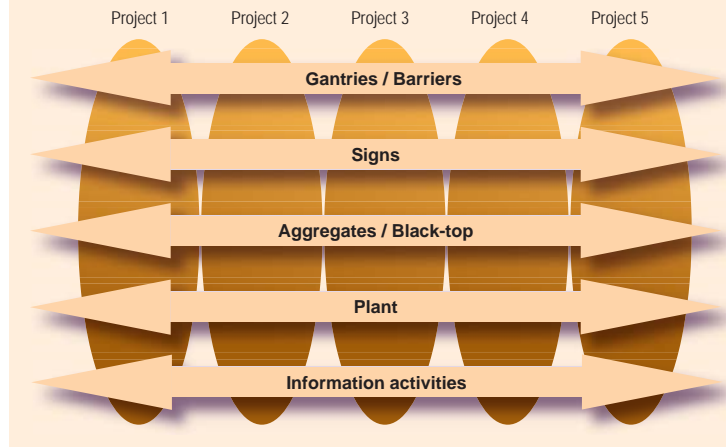 Project 1 Project 2 Project 3 Project 4 Project 5
Gantries / Barriers
Signs
Aggregates / Black-top
Plant
Information activities